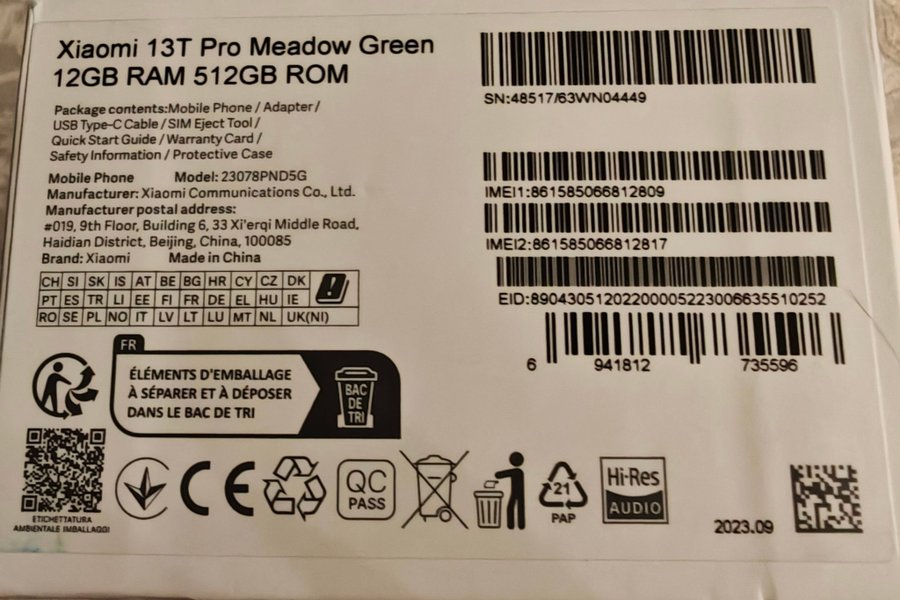 Xiaomi 13T Pro Meadow Green
12GB RAM 512GB ROM
Package contents:Mobile Phone / Adapter /
USB Type-C Cable / SIM Eject Tool /
Quick Start Guide / Warranty Card /
Safety Information / Protective Case
Mobile Phone Model: 23078PND5G
Manufacturer: Xiaomi Communications Co., Ltd.
Manufacturer postal address:
#019, 9th Floor, Building 6, 33 Xi'erqi Middle Road,
Haidian District, Beijing, China, 100085
Brand: Xiaomi Made in China
CH SI SK IS AT BE BG HR CY CZ DK
PT ES TR LI EE FI FR DE EL HU IE
RO SE PL NO IT LV LT LU MT NL UK(NI)
SN:48517/63WN04449
IMEI1:861585066812809
IMEI2:861585066812817
EID:89043051202200005223006635510252
6 941812 735596
FR
ÉLÉMENTS D'EMBALLAGE
À SÉPARER ET À DÉPOSER
DANS LE BAC DE TRI
BAC
DE
TRI
ETICHETTATURA
AMBIENTALE IMBALLAGGI
CE
QC
PASS
21
PAP
Hi-Res
AUDIO
2023.09